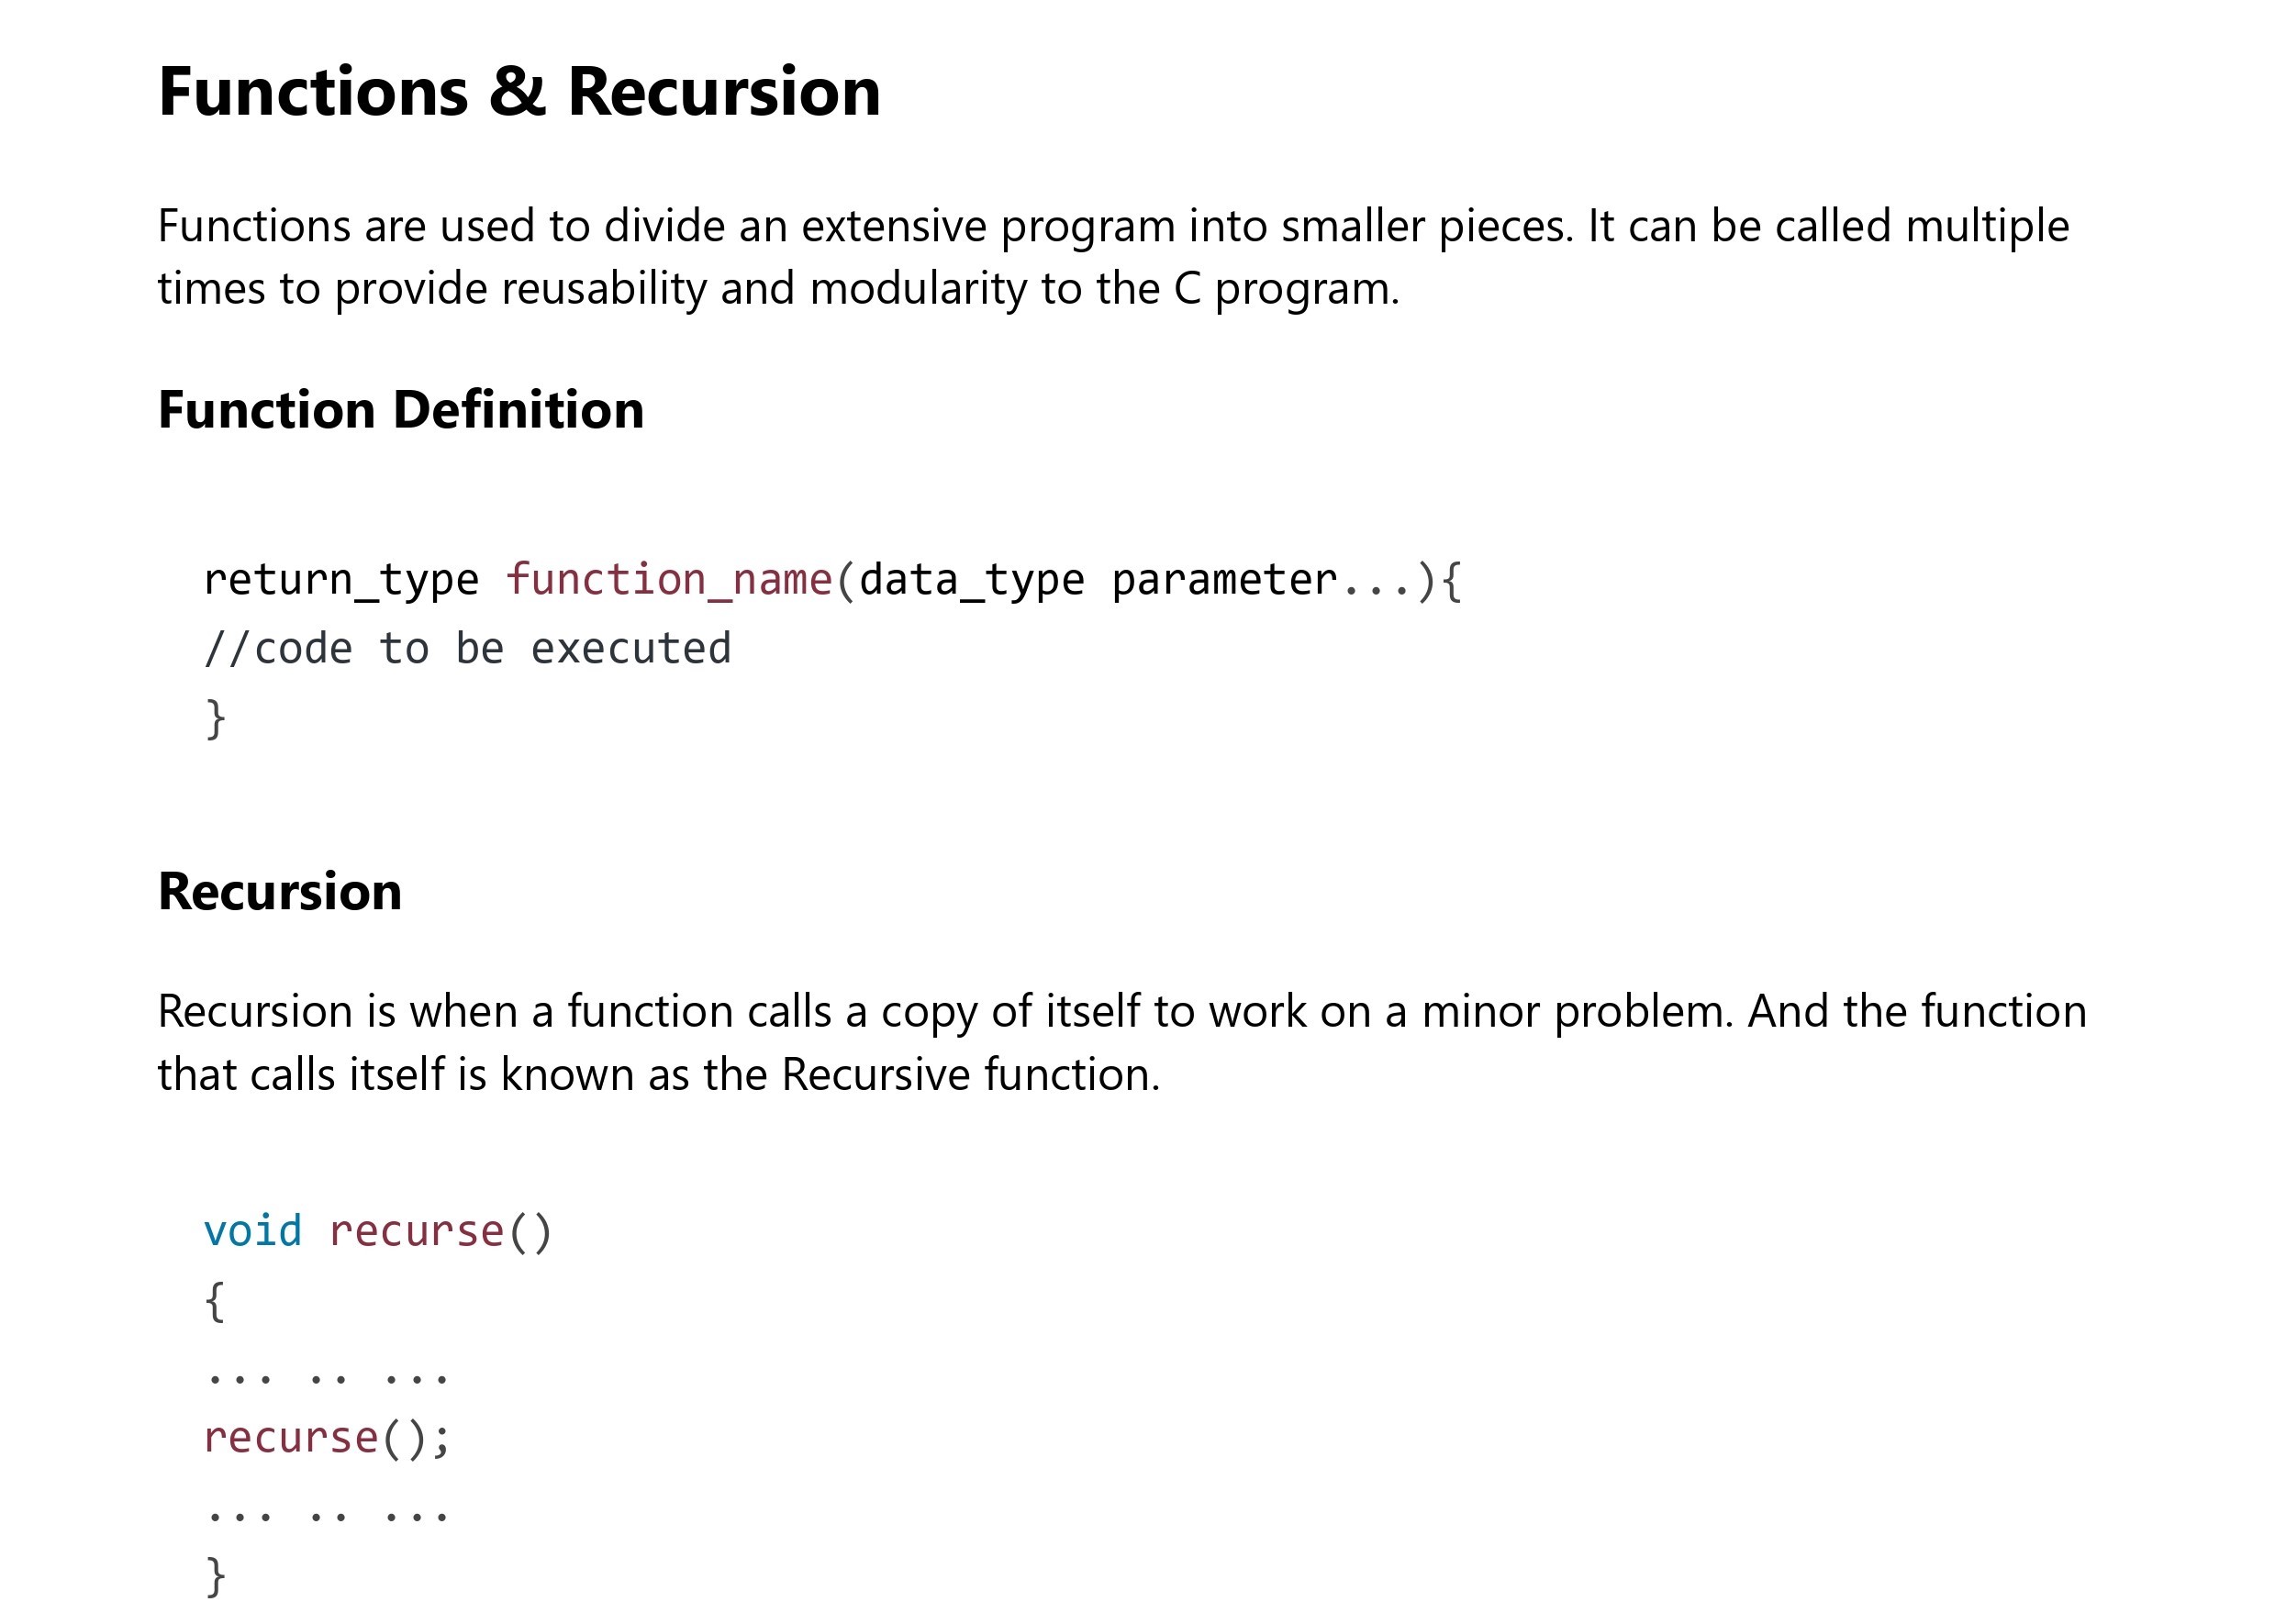 Functions & Recursion
Functions are used to divide an extensive program into smaller pieces. It can be called multiple
times to provide reusability and modularity to the C program.
Function Definition
return_type function_name(data_type parameter...){
//code to be executed
}
Recursion
Recursion is when a function calls a copy of itself to work on a minor problem. And the function
that calls itself is known as the Recursive function.
void recurse()
{
... .. ...
recurse();
... .. ...
}